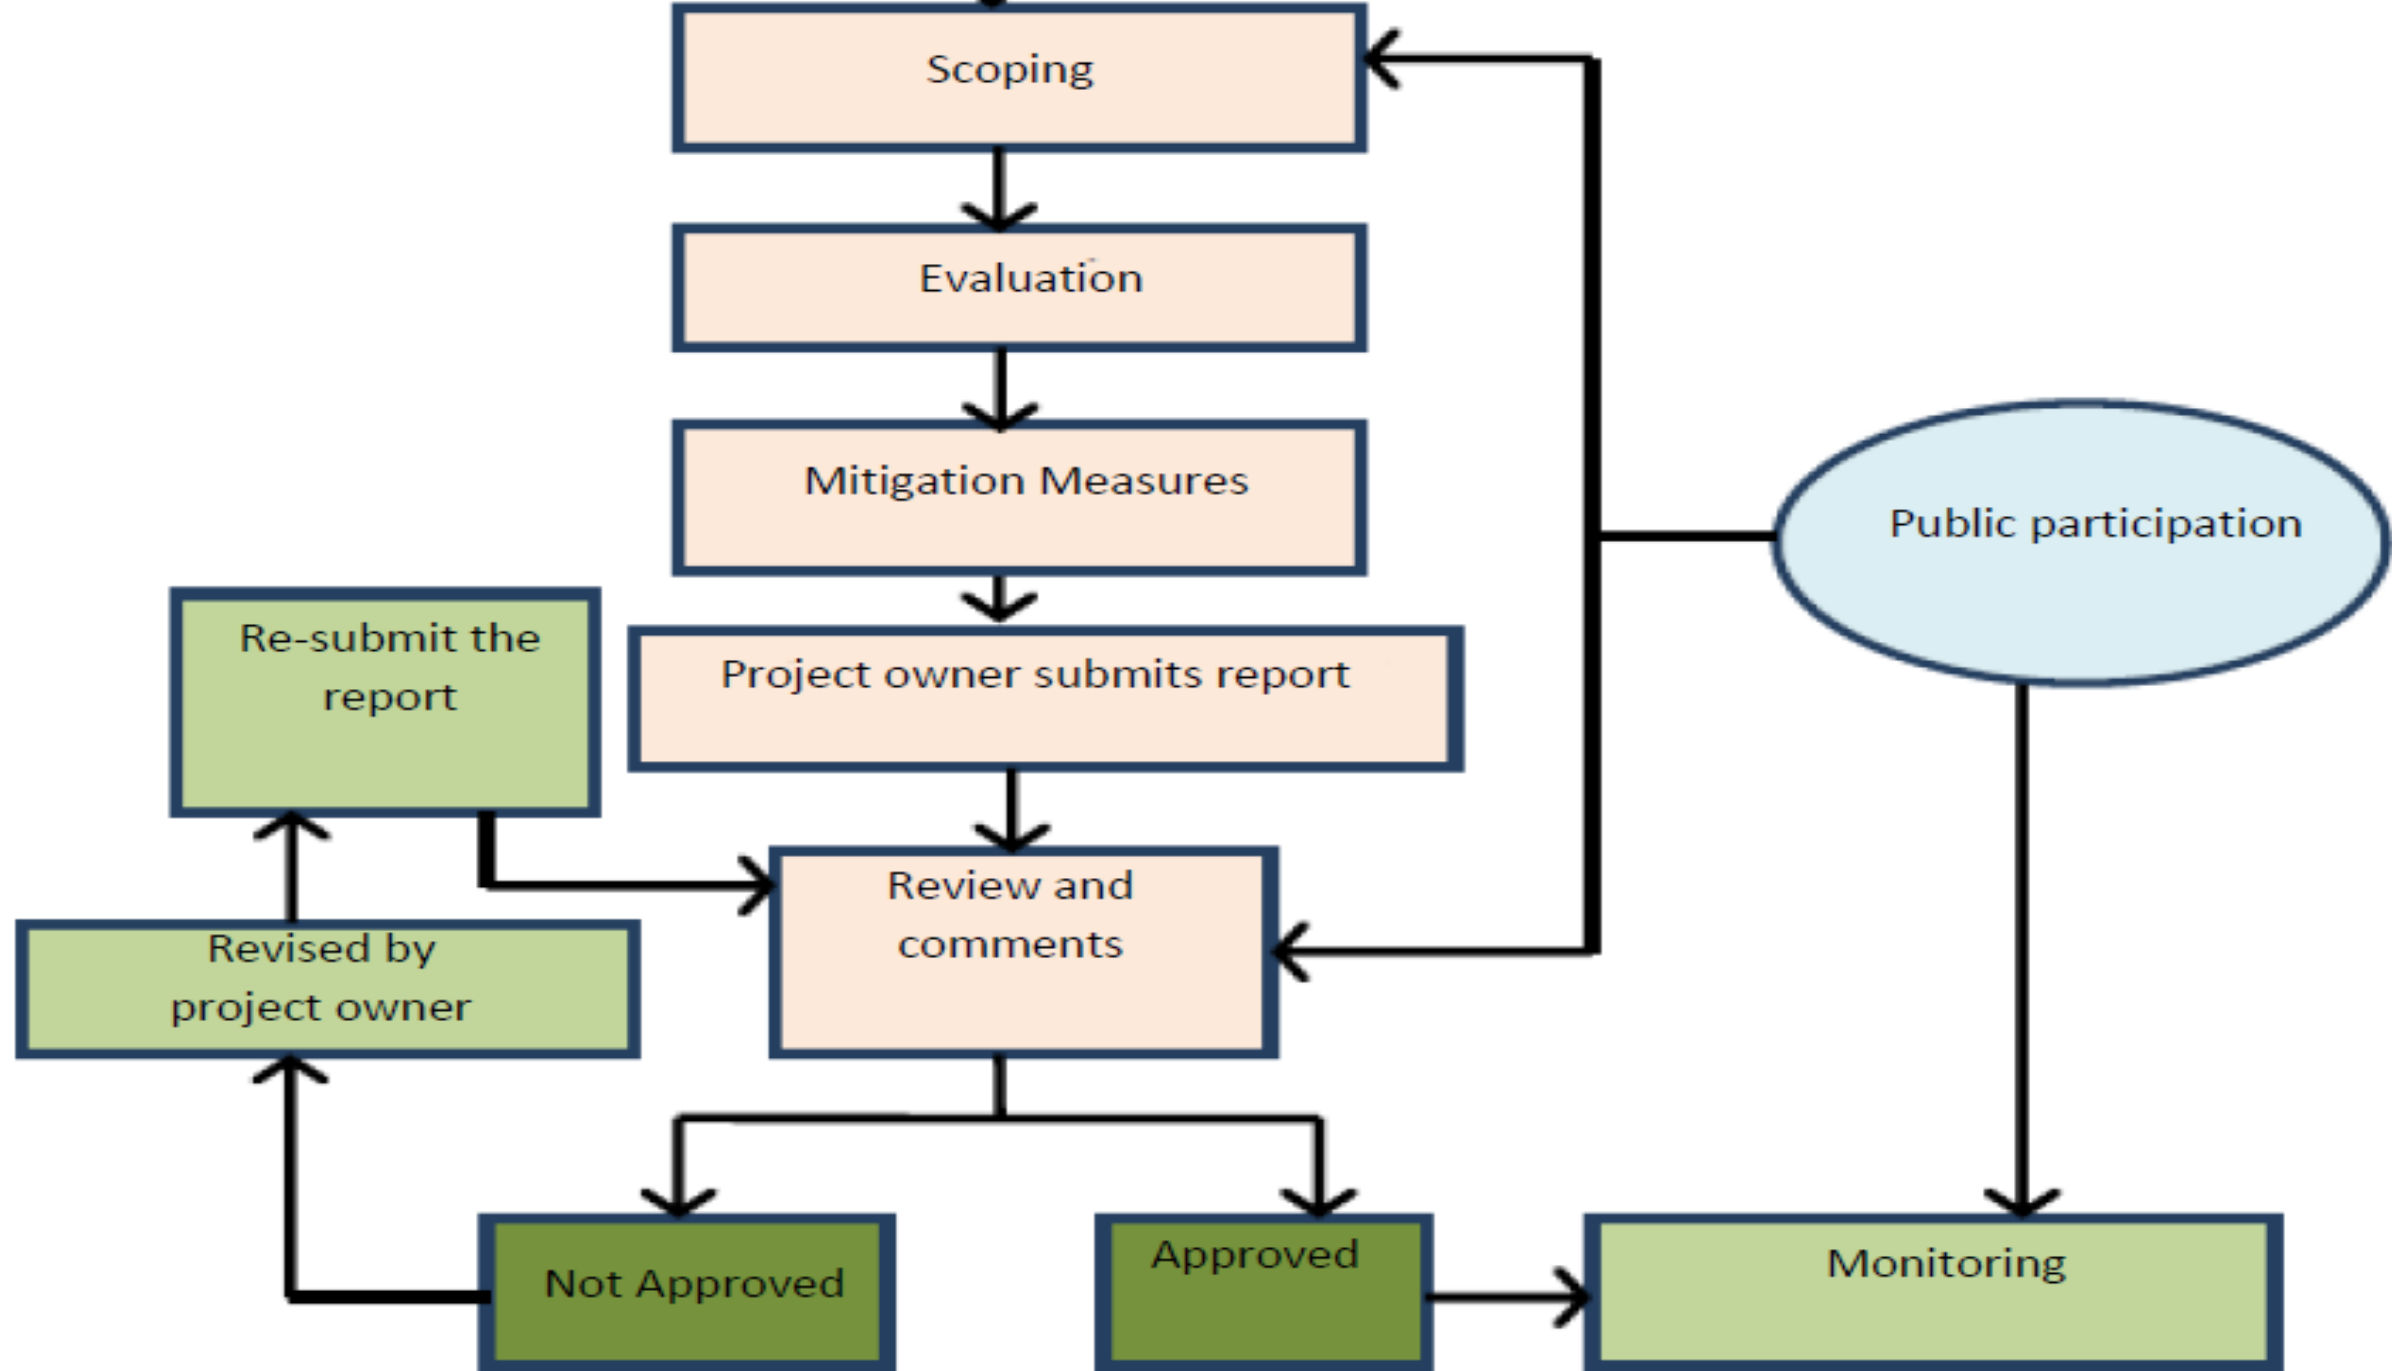 Scoping
Evaluation
Mitigation Measures
Public participation
Re-submit the
report
Project owner submits report
Review and
comments
Revised by
project owner
Not Approved
Approved
Monitoring